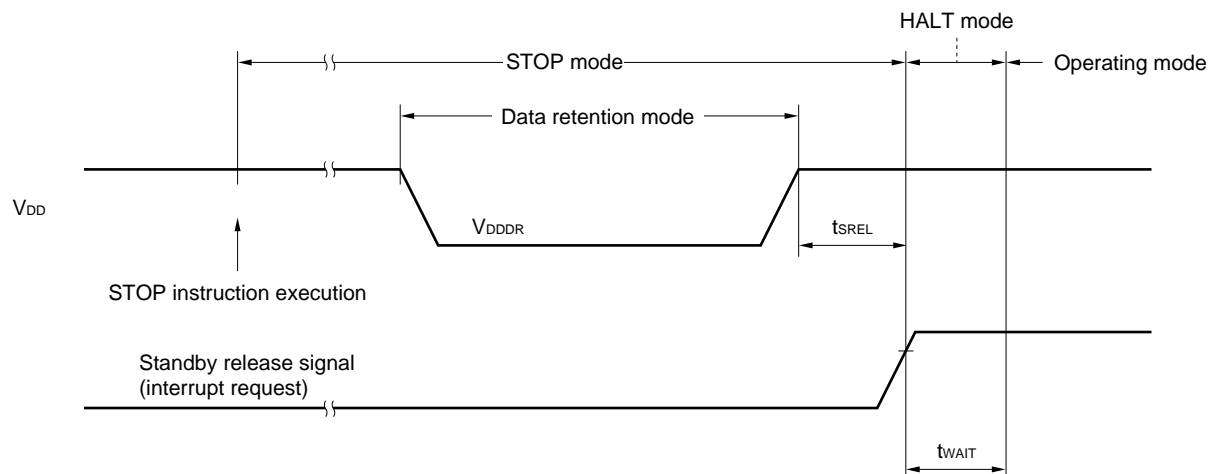 HALT mode
STOP mode
Operating mode
Data retention mode
VDD
VDDDR
tSREL
STOP instruction execution
Standby release signal
(interrupt request)
tWAIT